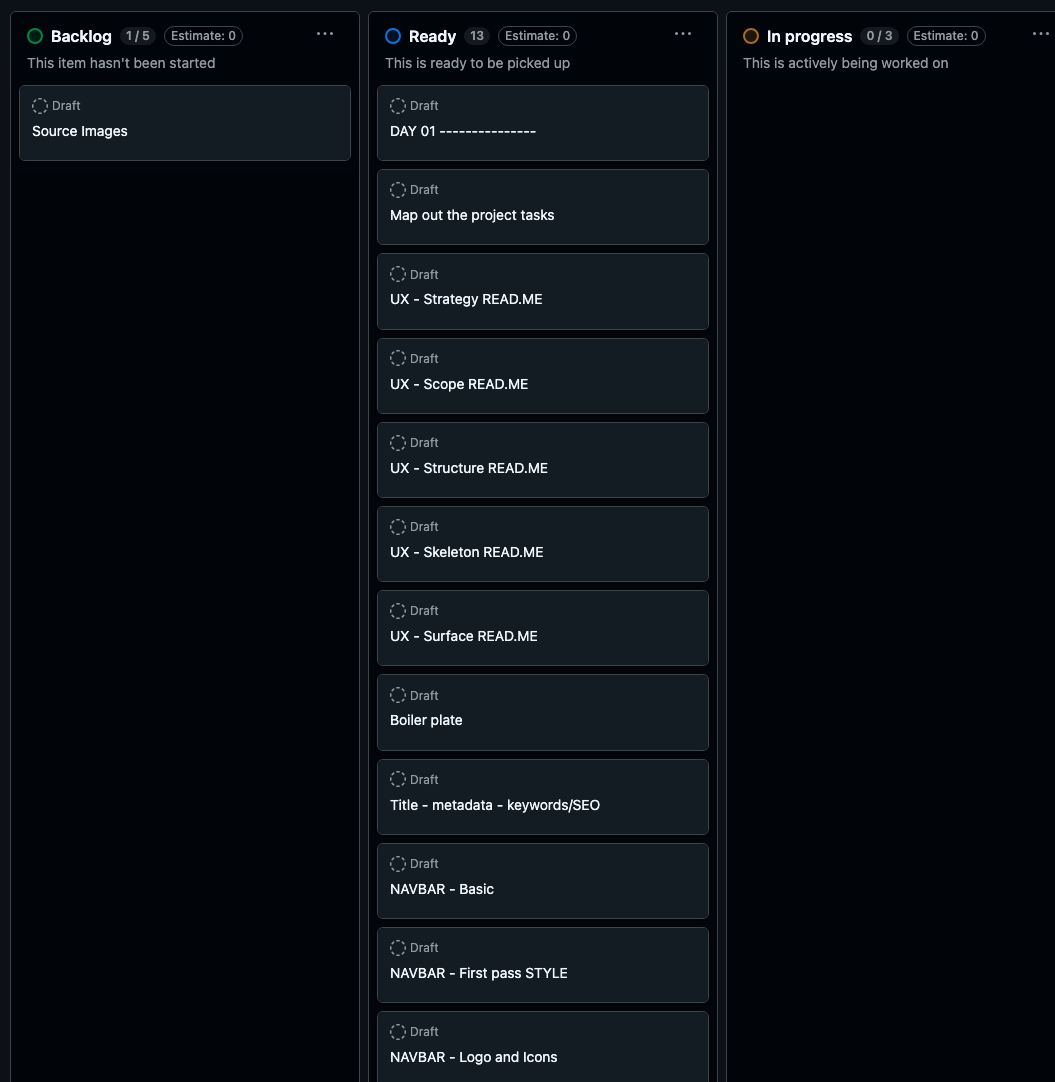 Backlog 1 / 5 Estimate: 0 ...
This item hasn't been started
Draft
Source Images
Ready 13 Estimate: 0 ...
This is ready to be picked up
Draft
DAY 01 ---------------
Draft
Map out the project tasks
Draft
UX - Strategy READ.ME
Draft
UX - Scope READ.ME
Draft
UX - Structure READ.ME
Draft
UX - Skeleton READ.ME
Draft
UX - Surface READ.ME
Draft
Boiler plate
Draft
Title - metadata - keywords/SEO
Draft
NAVBAR - Basic
Draft
NAVBAR - First pass STYLE
Draft
NAVBAR - Logo and Icons
In progress 0 / 3 Estimate: 0 ...
This is actively being worked on